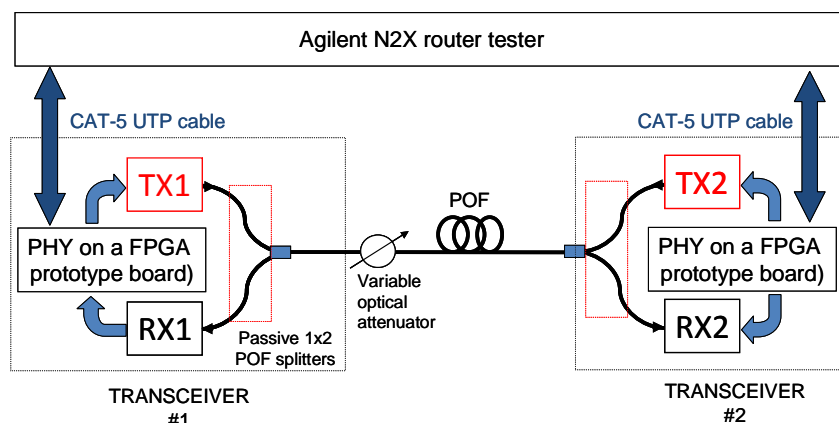 Agilent N2X router tester
CAT-5 UTP cable
CAT-5 UTP cable
TX1
TX2
POF
PHY on a FPGA
prototype board)
PHY on a FPGA
prototype board)
Variable
optical
attenuator
RX1
RX2
Passive 1x2
POF splitters
TRANSCEIVER
#1
TRANSCEIVER
#2